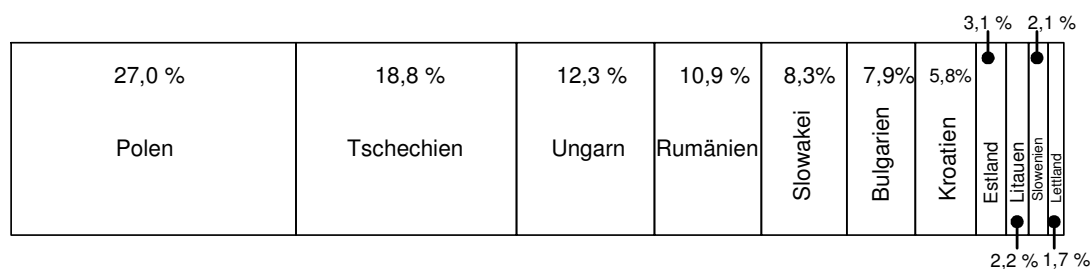 3,1 % 2,1 %
27,0 % 18,8 % 12,3 % 10,9 % 8,3% 7,9% 5,8%
Polen Tschechien Ungarn Rumänien Slowakei Bulgarien Kroatien Estland Litauen Slowenien Lettland
2,2 % 1,7 %